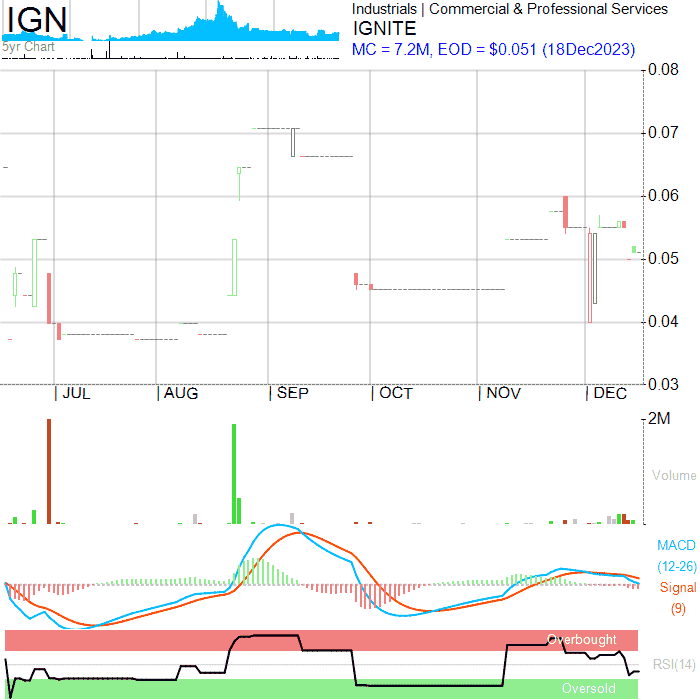 IGN
5yr Chart
Industrials | Commercial & Professional Services
IGNITE
MC = 7.2M, EOD = $0.051 (18Dec2023)
0.08
0.07
0.06
0.05
0.04
0.03
JUL
AUG
SEP
OCT
NOV
DEC
2M
Volume
MACD
(12-26)
Signal
(9)
Overbought
RSI(14)
Oversold